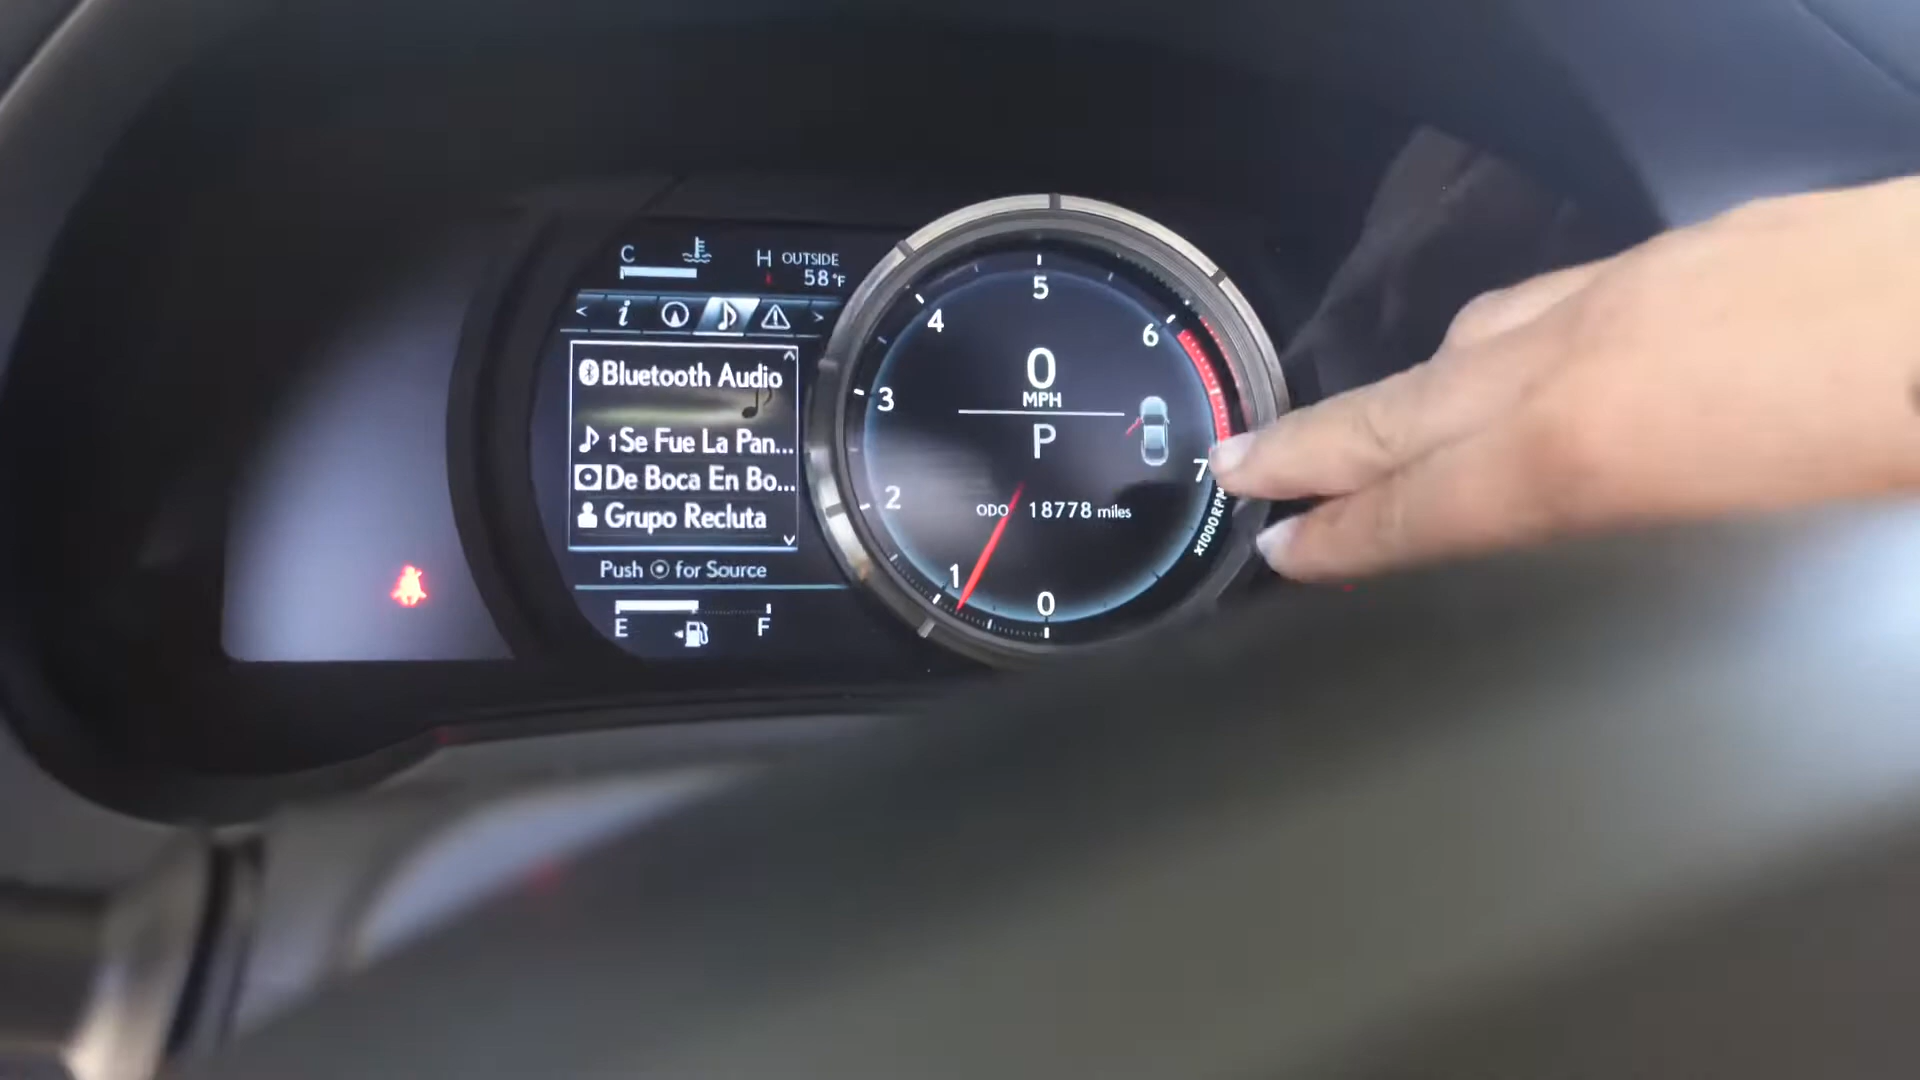 C H OUTSIDE
58°F
< i >
Bluetooth Audio
1Se Fue La Pan...
De Boca En Bo...
Grupo Recluta
Push for Source
E F
5
4 6
3
2 7
1 0
x1000RPM
0
MPH
P
ODO 18778 miles